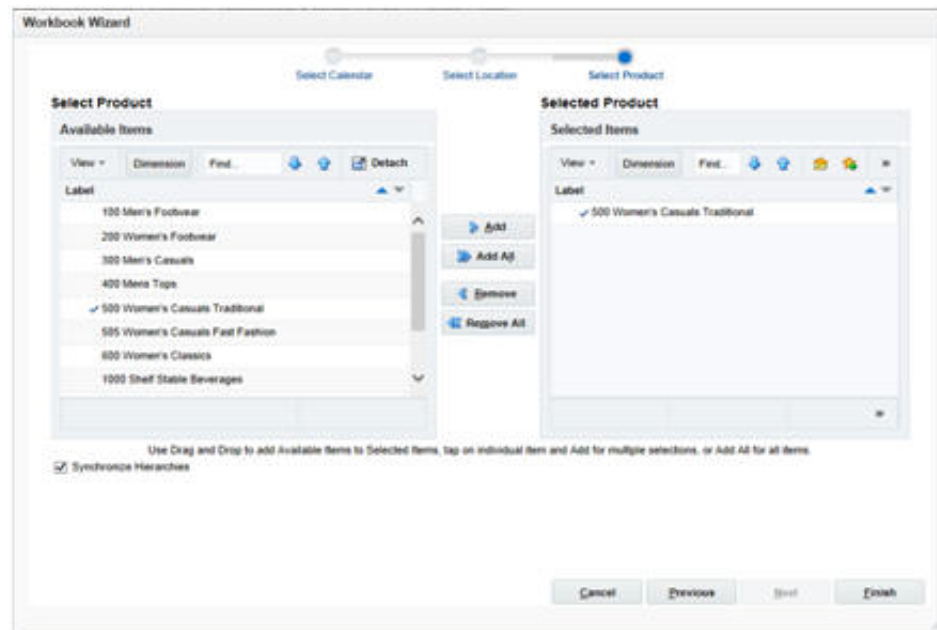 Workbook Wizard
Select Calendar Select Location Select Product
Select Product Selected Product
Available Items Selected Items
View Dimension Find... Detach View Dimension Find... »
Label Label
100 Men's Footwear 500 Women's Casuals Traditional
200 Women's Footwear
300 Men's Casuals
400 Mens Tops
500 Women's Casuals Traditional
505 Women's Casuals Fast Fashion
600 Women's Classics
1000 Shelf Stable Beverages
Add
Add All
Remove
Remove All
»
Use Drag and Drop to add Available Items to Selected Items, tap on individual item and Add for multiple selections, or Add All for all items.
Synchronize Hierarchies
Cancel Previous Next Finish